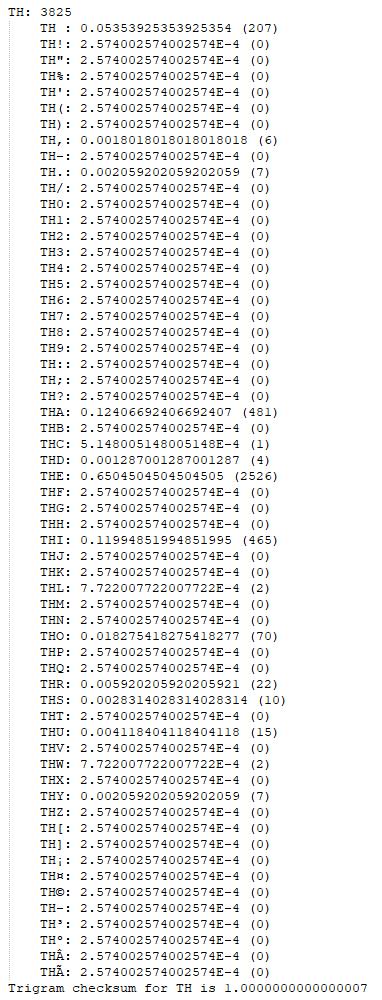 TH: 3825
TH : 0.05353925353925354 (207)
TH!: 2.574002574002574E-4 (0)
TH": 2.574002574002574E-4 (0)
TH%: 2.574002574002574E-4 (0)
TH': 2.574002574002574E-4 (0)
TH(: 2.574002574002574E-4 (0)
TH): 2.574002574002574E-4 (0)
TH,: 0.0018018018018018018 (6)
TH-: 2.574002574002574E-4 (0)
TH.: 0.002059202059202059 (7)
TH/: 2.574002574002574E-4 (0)
TH0: 2.574002574002574E-4 (0)
TH1: 2.574002574002574E-4 (0)
TH2: 2.574002574002574E-4 (0)
TH3: 2.574002574002574E-4 (0)
TH4: 2.574002574002574E-4 (0)
TH5: 2.574002574002574E-4 (0)
TH6: 2.574002574002574E-4 (0)
TH7: 2.574002574002574E-4 (0)
TH8: 2.574002574002574E-4 (0)
TH9: 2.574002574002574E-4 (0)
TH:: 2.574002574002574E-4 (0)
TH;: 2.574002574002574E-4 (0)
TH?: 2.574002574002574E-4 (0)
THA: 0.12406692406692407 (481)
THB: 2.574002574002574E-4 (0)
THC: 5.148005148005148E-4 (1)
THD: 0.001287001287001287 (4)
THE: 0.6504504504504505 (2526)
THF: 2.574002574002574E-4 (0)
THG: 2.574002574002574E-4 (0)
THH: 2.574002574002574E-4 (0)
THI: 0.11994851994851995 (465)
THJ: 2.574002574002574E-4 (0)
THK: 2.574002574002574E-4 (0)
THL: 7.722007722007722E-4 (2)
THM: 2.574002574002574E-4 (0)
THN: 2.574002574002574E-4 (0)
THO: 0.018275418275418277 (70)
THP: 2.574002574002574E-4 (0)
THQ: 2.574002574002574E-4 (0)
THR: 0.005920205920205921 (22)
THS: 0.0028314028314028314 (10)
THT: 2.574002574002574E-4 (0)
THU: 0.004118404118404118 (15)
THV: 2.574002574002574E-4 (0)
THW: 7.722007722007722E-4 (2)
THX: 2.574002574002574E-4 (0)
THY: 0.002059202059202059 (7)
THZ: 2.574002574002574E-4 (0)
TH[: 2.574002574002574E-4 (0)
TH]: 2.574002574002574E-4 (0)
TH¡: 2.574002574002574E-4 (0)
TH¤: 2.574002574002574E-4 (0)
TH©: 2.574002574002574E-4 (0)
TH-: 2.574002574002574E-4 (0)
TH³: 2.574002574002574E-4 (0)
THº: 2.574002574002574E-4 (0)
THÂ: 2.574002574002574E-4 (0)
THÃ: 2.574002574002574E-4 (0)
Trigram checksum for TH is 1.0000000000000007